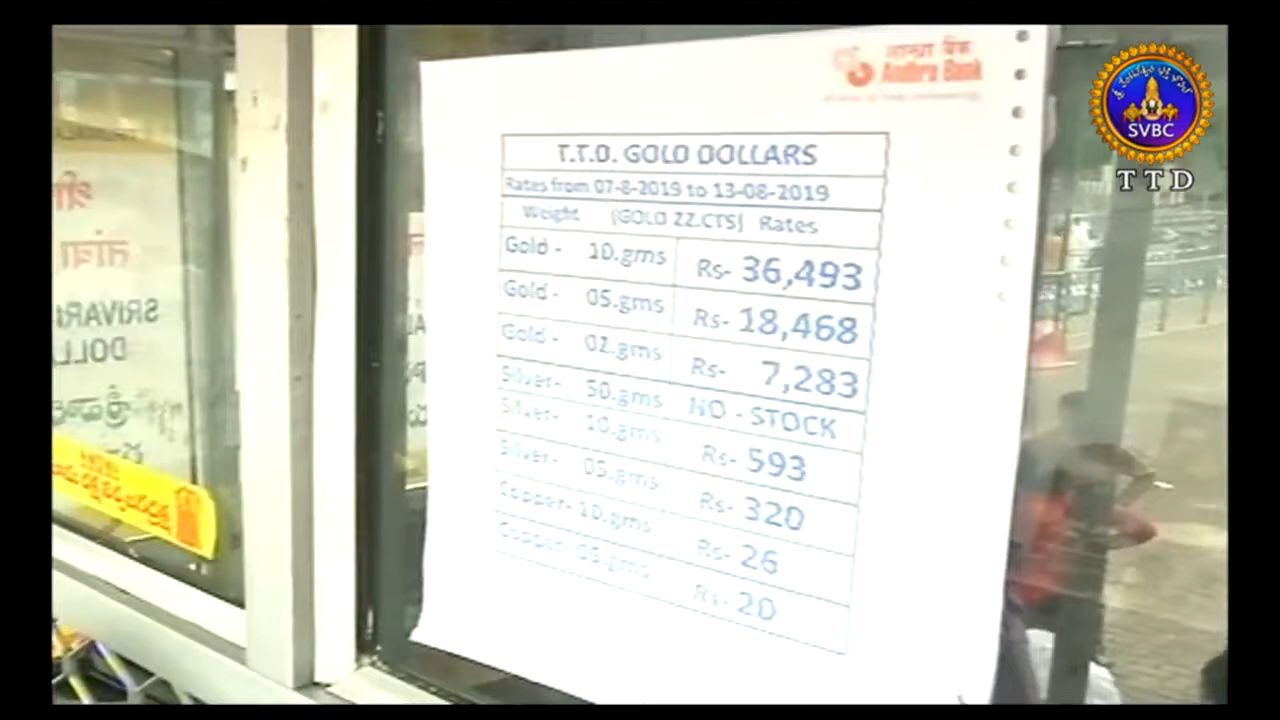 आन्ध्रा बैंक
Andhra Bank
SVBC
T T D
T.T.D. GOLD DOLLARS
Rates from 07-8-2019 to 13-08-2019
Weight (GOLD 22.CTS) Rates
Gold - 10.gms Rs- 36,493
Gold - 05.gms Rs- 18,468
Gold - 02.gms Rs- 7,283
Silver- 50.gms NO - STOCK
Silver- 10.gms Rs- 593
Silver- 05.gms Rs- 320
Copper- 10.gms Rs- 26
Copper- 05.gms Rs- 20
SRIVARI
DOLL